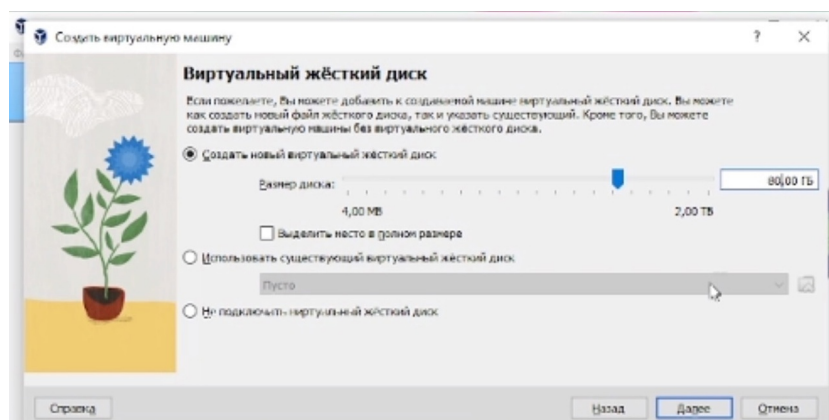 Создать виртуальную машину
?
Виртуальный жёсткий диск
Если пожелаете, Вы можете добавить к создаваемой машине виртуальный жёсткий диск. Вы можете
как создать новый файл жёсткого диска, так и указать существующий. Кроме того, Вы можете
создать виртуальную машины без виртуального жёсткого диска.
Создать новый виртуальный жёсткий диск
Размер диска:
80,00 ГБ
4,00 МБ
2,00 ТБ
Выделить место в полном размере
Использовать существующий виртуальный жёсткий диск
Пусто
Не подключать виртуальный жёсткий диск
Справка
Назад
Далее
Отмена